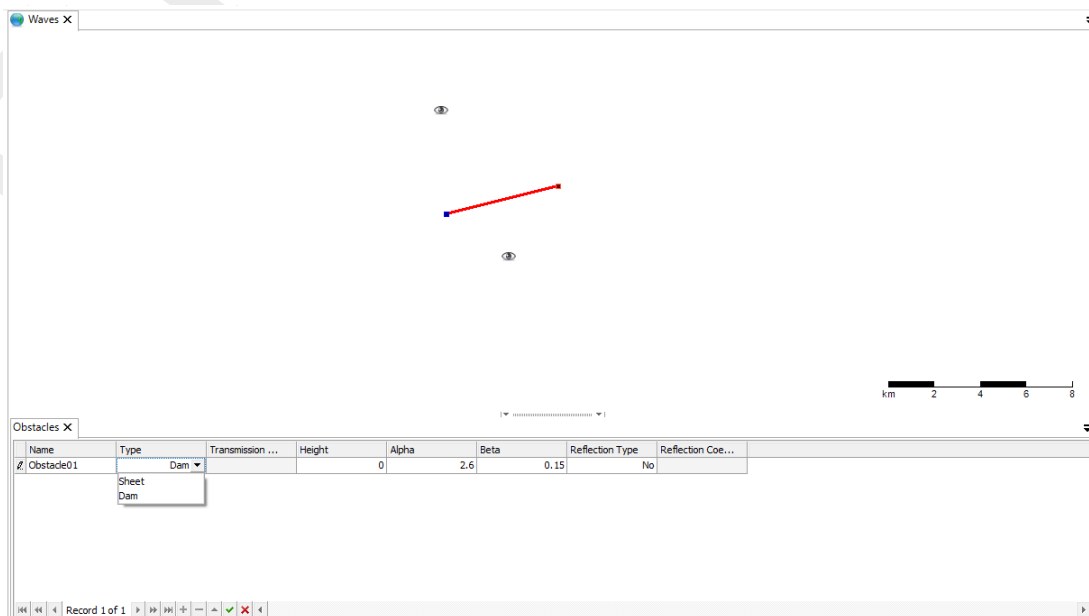 Waves X
km 2 4 6 8
Obstacles X
Name Type Transmission ... Height Alpha Beta Reflection Type Reflection Coe...
Obstacle01 Dam 0 2.6 0.15 No
Sheet
Dam
Record 1 of 1